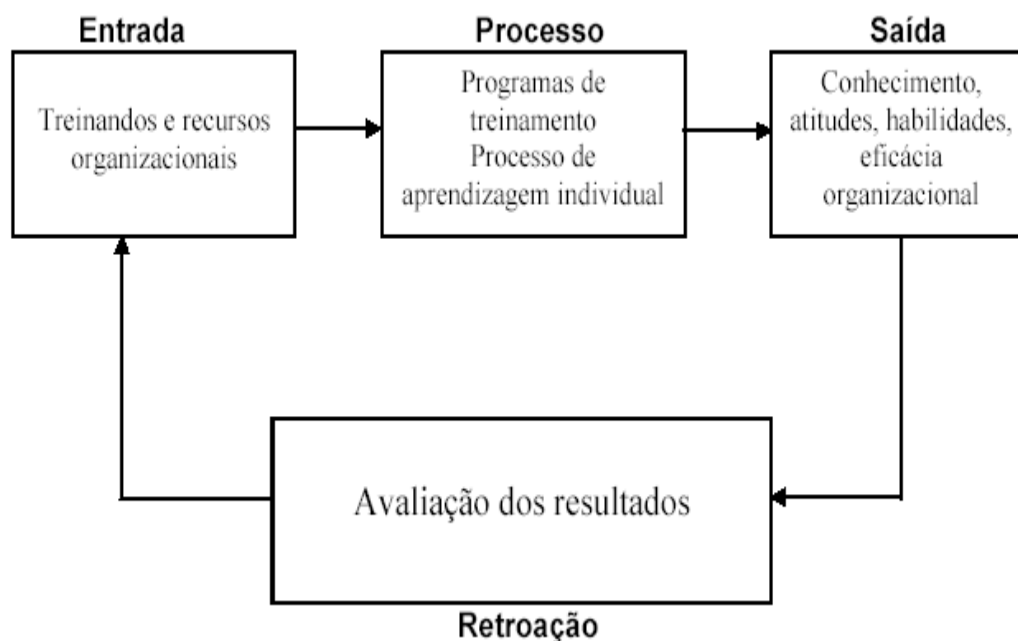 Entrada
Treinandos e recursos
organizacionais
Processo
Programas de
treinamento
Processo de
aprendizagem individual
Saída
Conhecimento,
atitudes, habilidades,
eficácia
organizacional
Avaliação dos resultados
Retroação